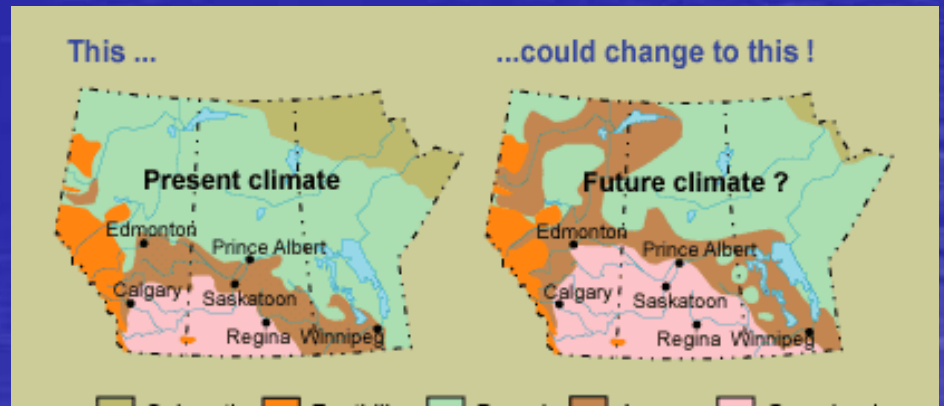 This ...
...could change to this !
Present climate
Edmonton
Prince Albert
Calgary
Saskatoon
Regina
Winnipeg
Future climate ?
Edmonton
Prince Albert
Calgary
Saskatoon
Regina
Winnipeg